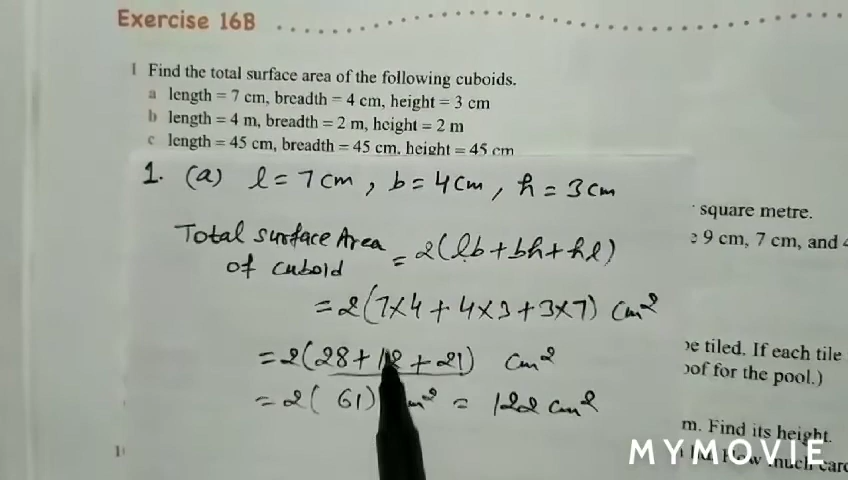 Exercise 16B
1 Find the total surface area of the following cuboids.
a length = 7 cm, breadth = 4 cm, height = 3 cm
b length = 4 m, breadth = 2 m, height = 2 m
c length = 45 cm, breadth = 45 cm, height = 45 cm
1. (a) l = 7cm, b = 4cm, h = 3cm
Total surface Area of cuboid = 2(lb + bh + hl)
= 2(7×4 + 4×3 + 3×7) cm²
= 2(28 + 12 + 21) cm²
= 2( 61) cm² = 122 cm²
square metre.
9 cm, 7 cm, and 4
be tiled. If each tile
for the pool.)
m. Find its height.
How much
MYMOVIE